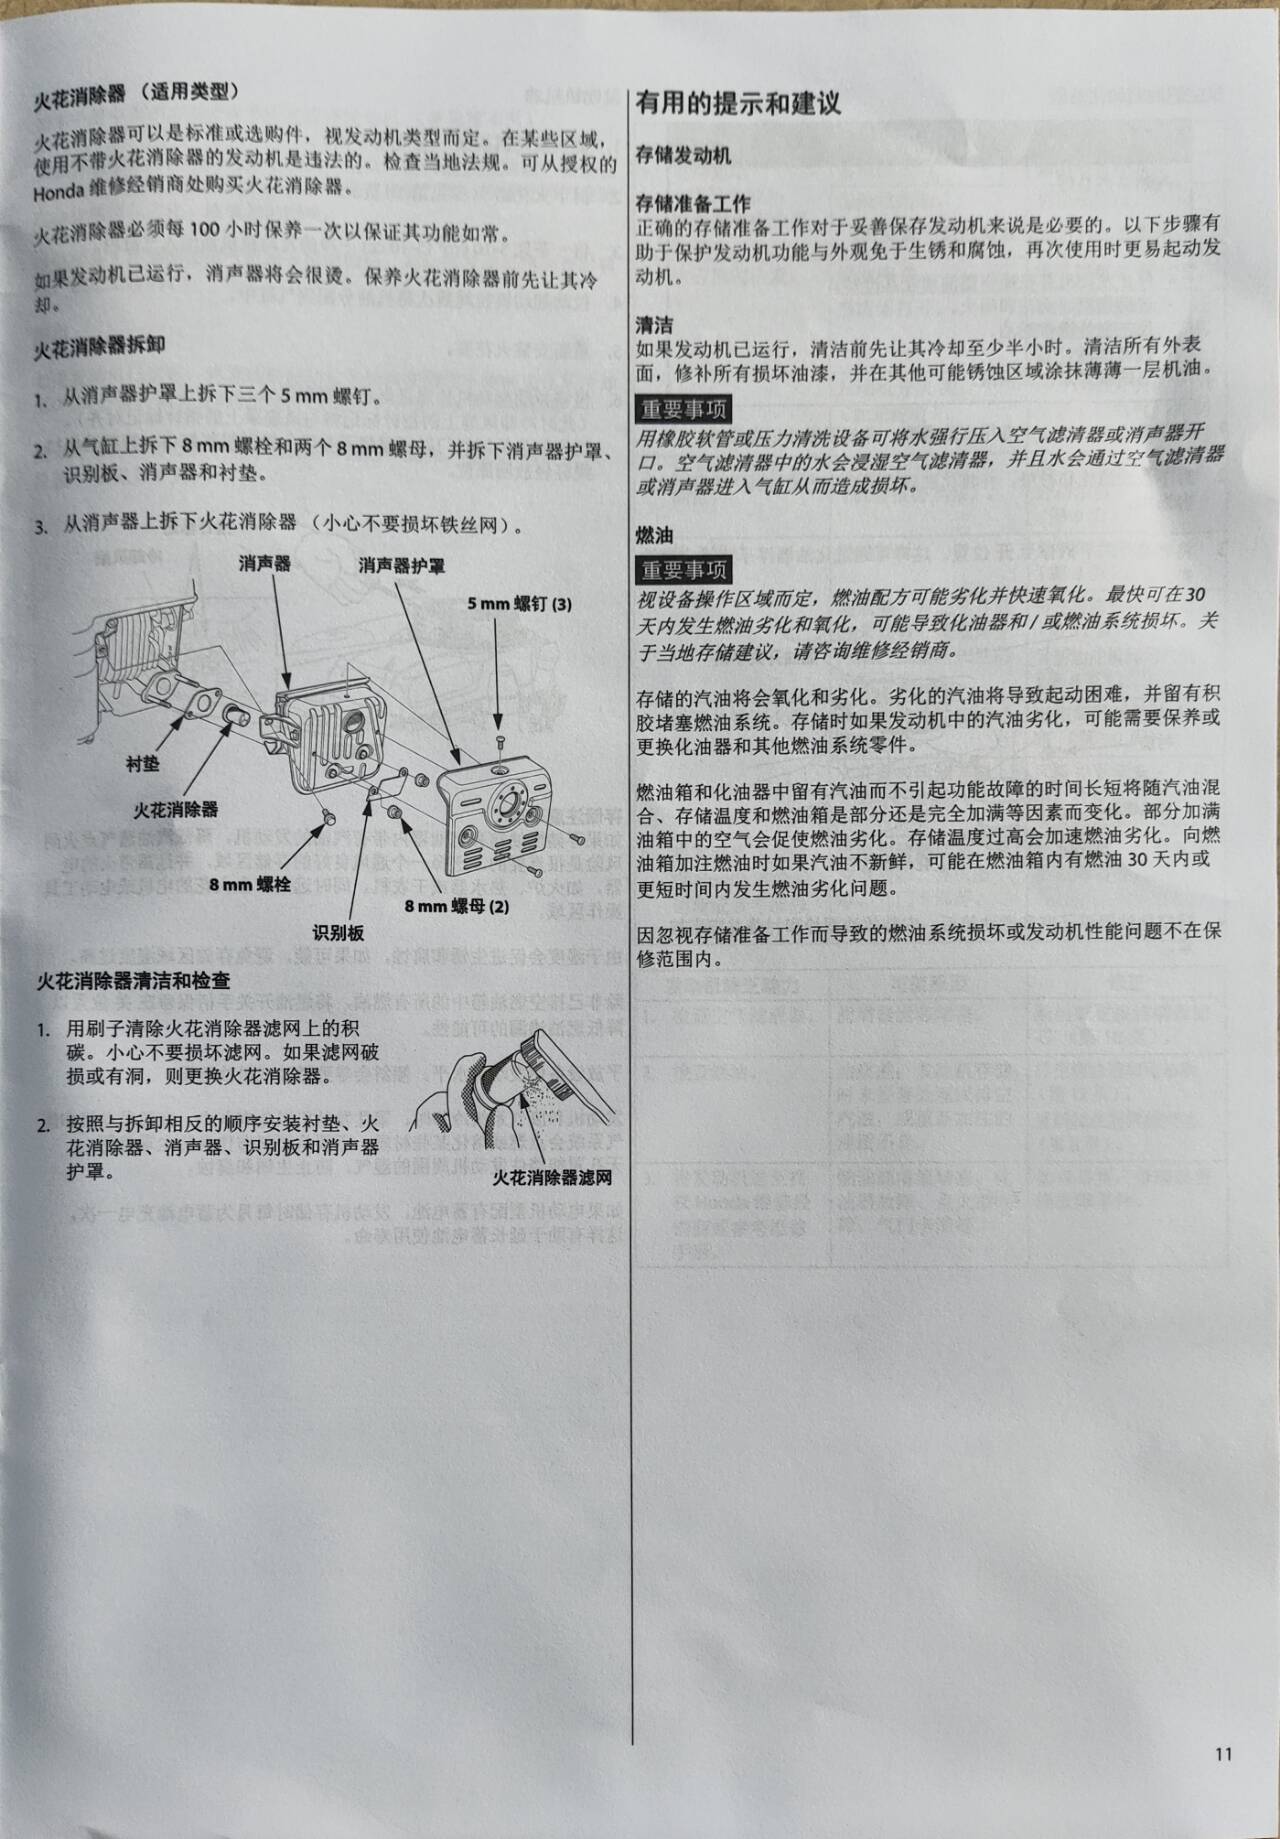 火花消除器 （适用类型）
火花消除器可以是标准或选购件，视发动机类型而定。在某些区域，
使用不带火花消除器的发动机是违法的。检查当地法规。可从授权的
Honda 维修经销商处购买火花消除器。
火花消除器必须每 100 小时保养一次以保证其功能如常。
如果发动机已运行，消声器将会很烫。保养火花消除器前先让其冷
却。
火花消除器拆卸
1. 从消声器护罩上拆下三个 5 mm 螺钉。
2. 从气缸上拆下 8 mm 螺栓和两个 8 mm 螺母，并拆下消声器护罩、
识别板、消声器和衬垫。
3. 从消声器上拆下火花消除器 （小心不要损坏铁丝网）。
消声器
消声器护罩
5 mm 螺钉 (3)
衬垫
火花消除器
8 mm 螺栓
8 mm 螺母 (2)
识别板
火花消除器清洁和检查
1. 用刷子清除火花消除器滤网上的积
碳。小心不要损坏滤网。如果滤网破
损或有洞，则更换火花消除器。
2. 按照与拆卸相反的顺序安装衬垫、火
花消除器、消声器、识别板和消声器
护罩。
火花消除器滤网
有用的提示和建议
存储发动机
存储准备工作
正确的存储准备工作对于妥善保存发动机来说是必要的。以下步骤有
助于保护发动机功能与外观免于生锈和腐蚀，再次使用时更易起动发
动机。
清洁
如果发动机已运行，清洁前先让其冷却至少半小时。清洁所有外表
面，修补所有损坏油漆，并在其他可能锈蚀区域涂抹薄薄一层机油。
重要事项
用橡胶软管或压力清洗设备可将水强行压入空气滤清器或消声器开
口。空气滤清器中的水会浸湿空气滤清器，并且水会通过空气滤清器
或消声器进入气缸从而造成损坏。
燃油
重要事项
视设备操作区域而定，燃油配方可能劣化并快速氧化。最快可在 30
天内发生燃油劣化和氧化，可能导致化油器和 / 或燃油系统损坏。关
于当地存储建议，请咨询维修经销商。
存储的汽油将会氧化和劣化。劣化的汽油将导致起动困难，并留有积
胶堵塞燃油系统。存储时如果发动机中的汽油劣化，可能需要保养或
更换化油器和其他燃油系统零件。
燃油箱和化油器中留有汽油而不引起功能故障的时间长短将随汽油混
合、存储温度和燃油箱是部分还是完全加满等因素而变化。部分加满
油箱中的空气会促使燃油劣化。存储温度过高会加速燃油劣化。向燃
油箱加注燃油时如果汽油不新鲜，可能在燃油箱内有燃油 30 天内或
更短时间内发生燃油劣化问题。
因忽视存储准备工作而导致的燃油系统损坏或发动机性能问题不在保
修范围内。
11